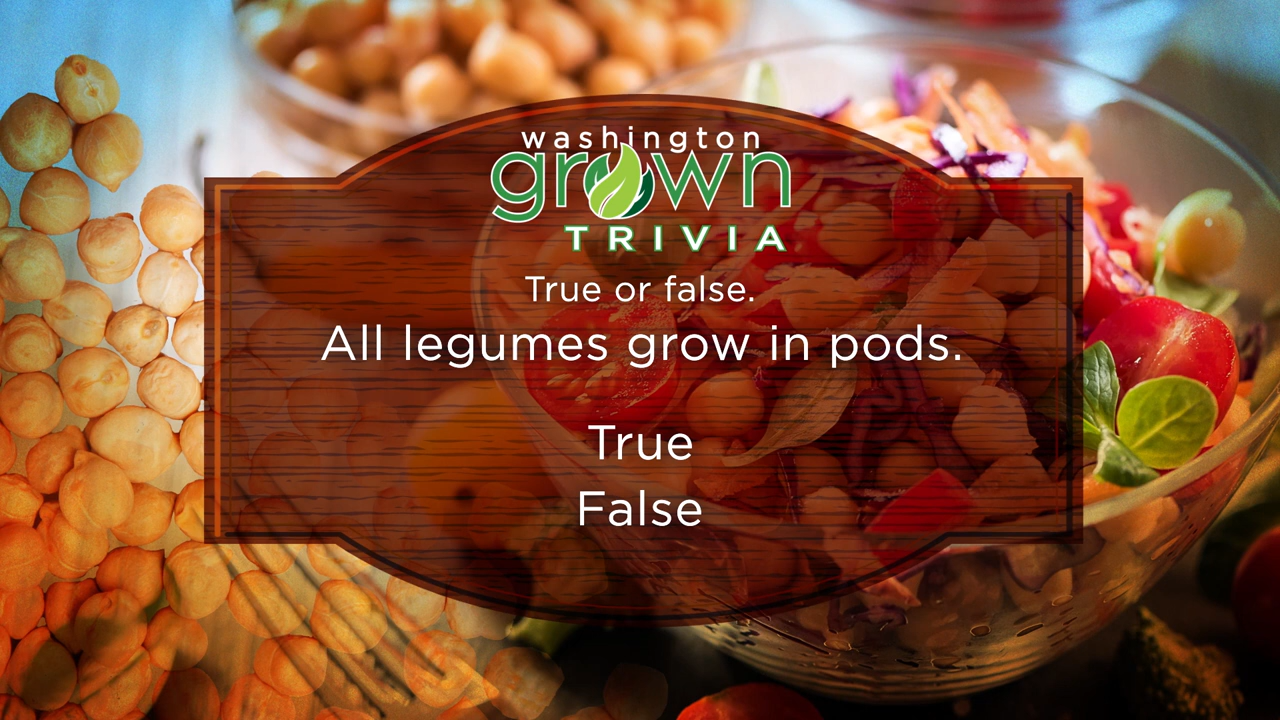 washington
grown
TRIVIA
True or false.
All legumes grow in pods.
True
False